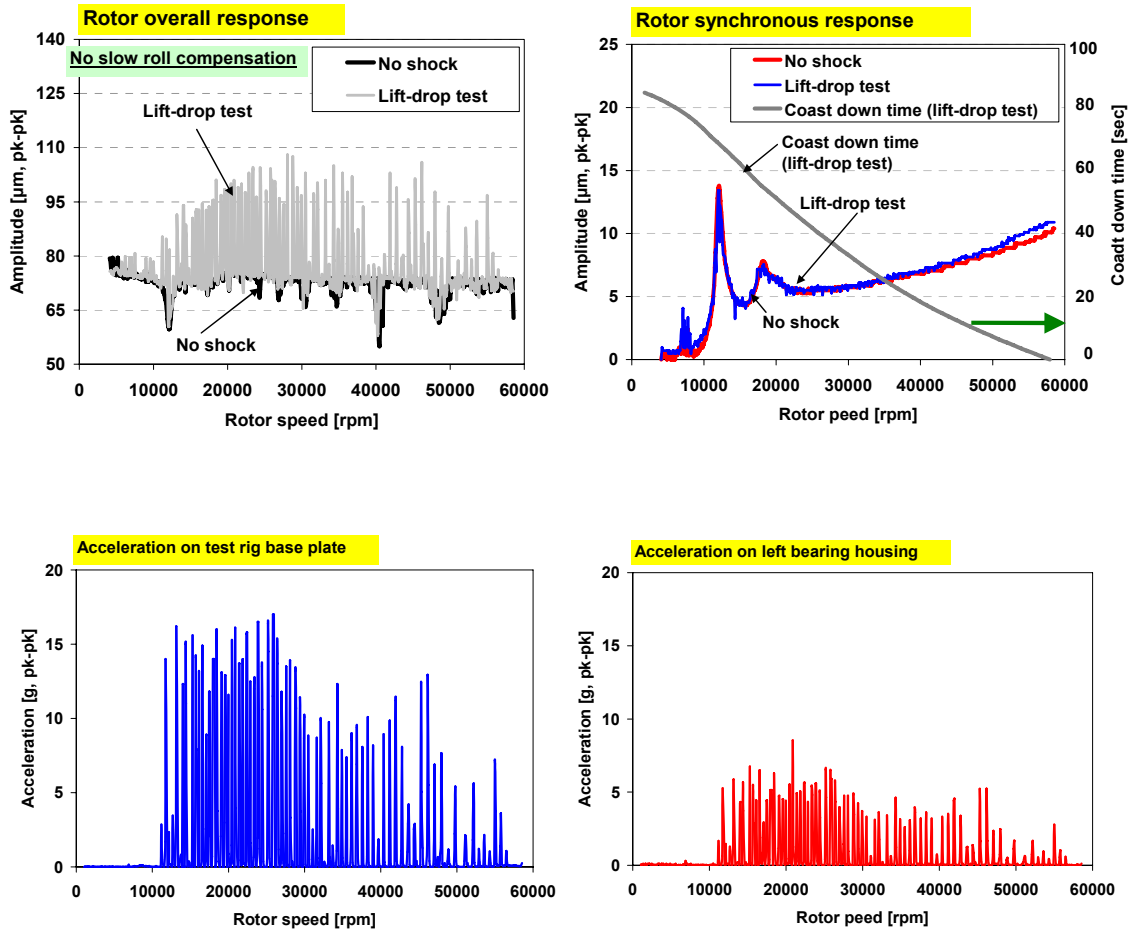 Rotor overall response
No slow roll compensation
No shock
Lift-drop test
Lift-drop test
No shock
140
125
110
95
80
65
50
Amplitude [µm, pk-pk]
0 10000 20000 30000 40000 50000 60000
Rotor speed [rpm]
Rotor synchronous response
No shock
Lift-drop test
Coast down time (lift-drop test)
Coast down time
(lift-drop test)
Lift-drop test
No shock
25
20
15
10
5
0
Amplitude [µm, pk-pk]
100
80
60
40
20
0
Coadt down time [sec]
0 10000 20000 30000 40000 50000 60000
Rotor peed [rpm]
Acceleration on test rig base plate
20
15
10
5
0
Acceleration [g, pk-pk]
0 10000 20000 30000 40000 50000 60000
Rotor speed [rpm]
Acceleration on left bearing housing
20
15
10
5
0
Acceleration [g, pk-pk]
0 10000 20000 30000 40000 50000 60000
Rotor peed [rpm]